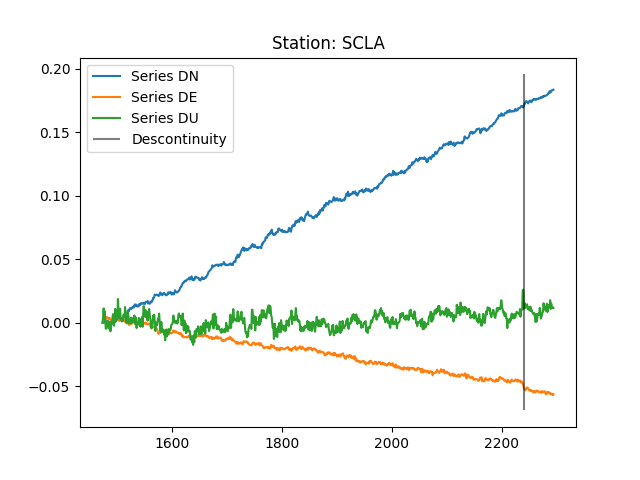 Station: SCLA
0.20
0.15
0.10
0.05
0.00
−0.05
Series DN
Series DE
Series DU
Descontinuity
1600 1800 2000 2200